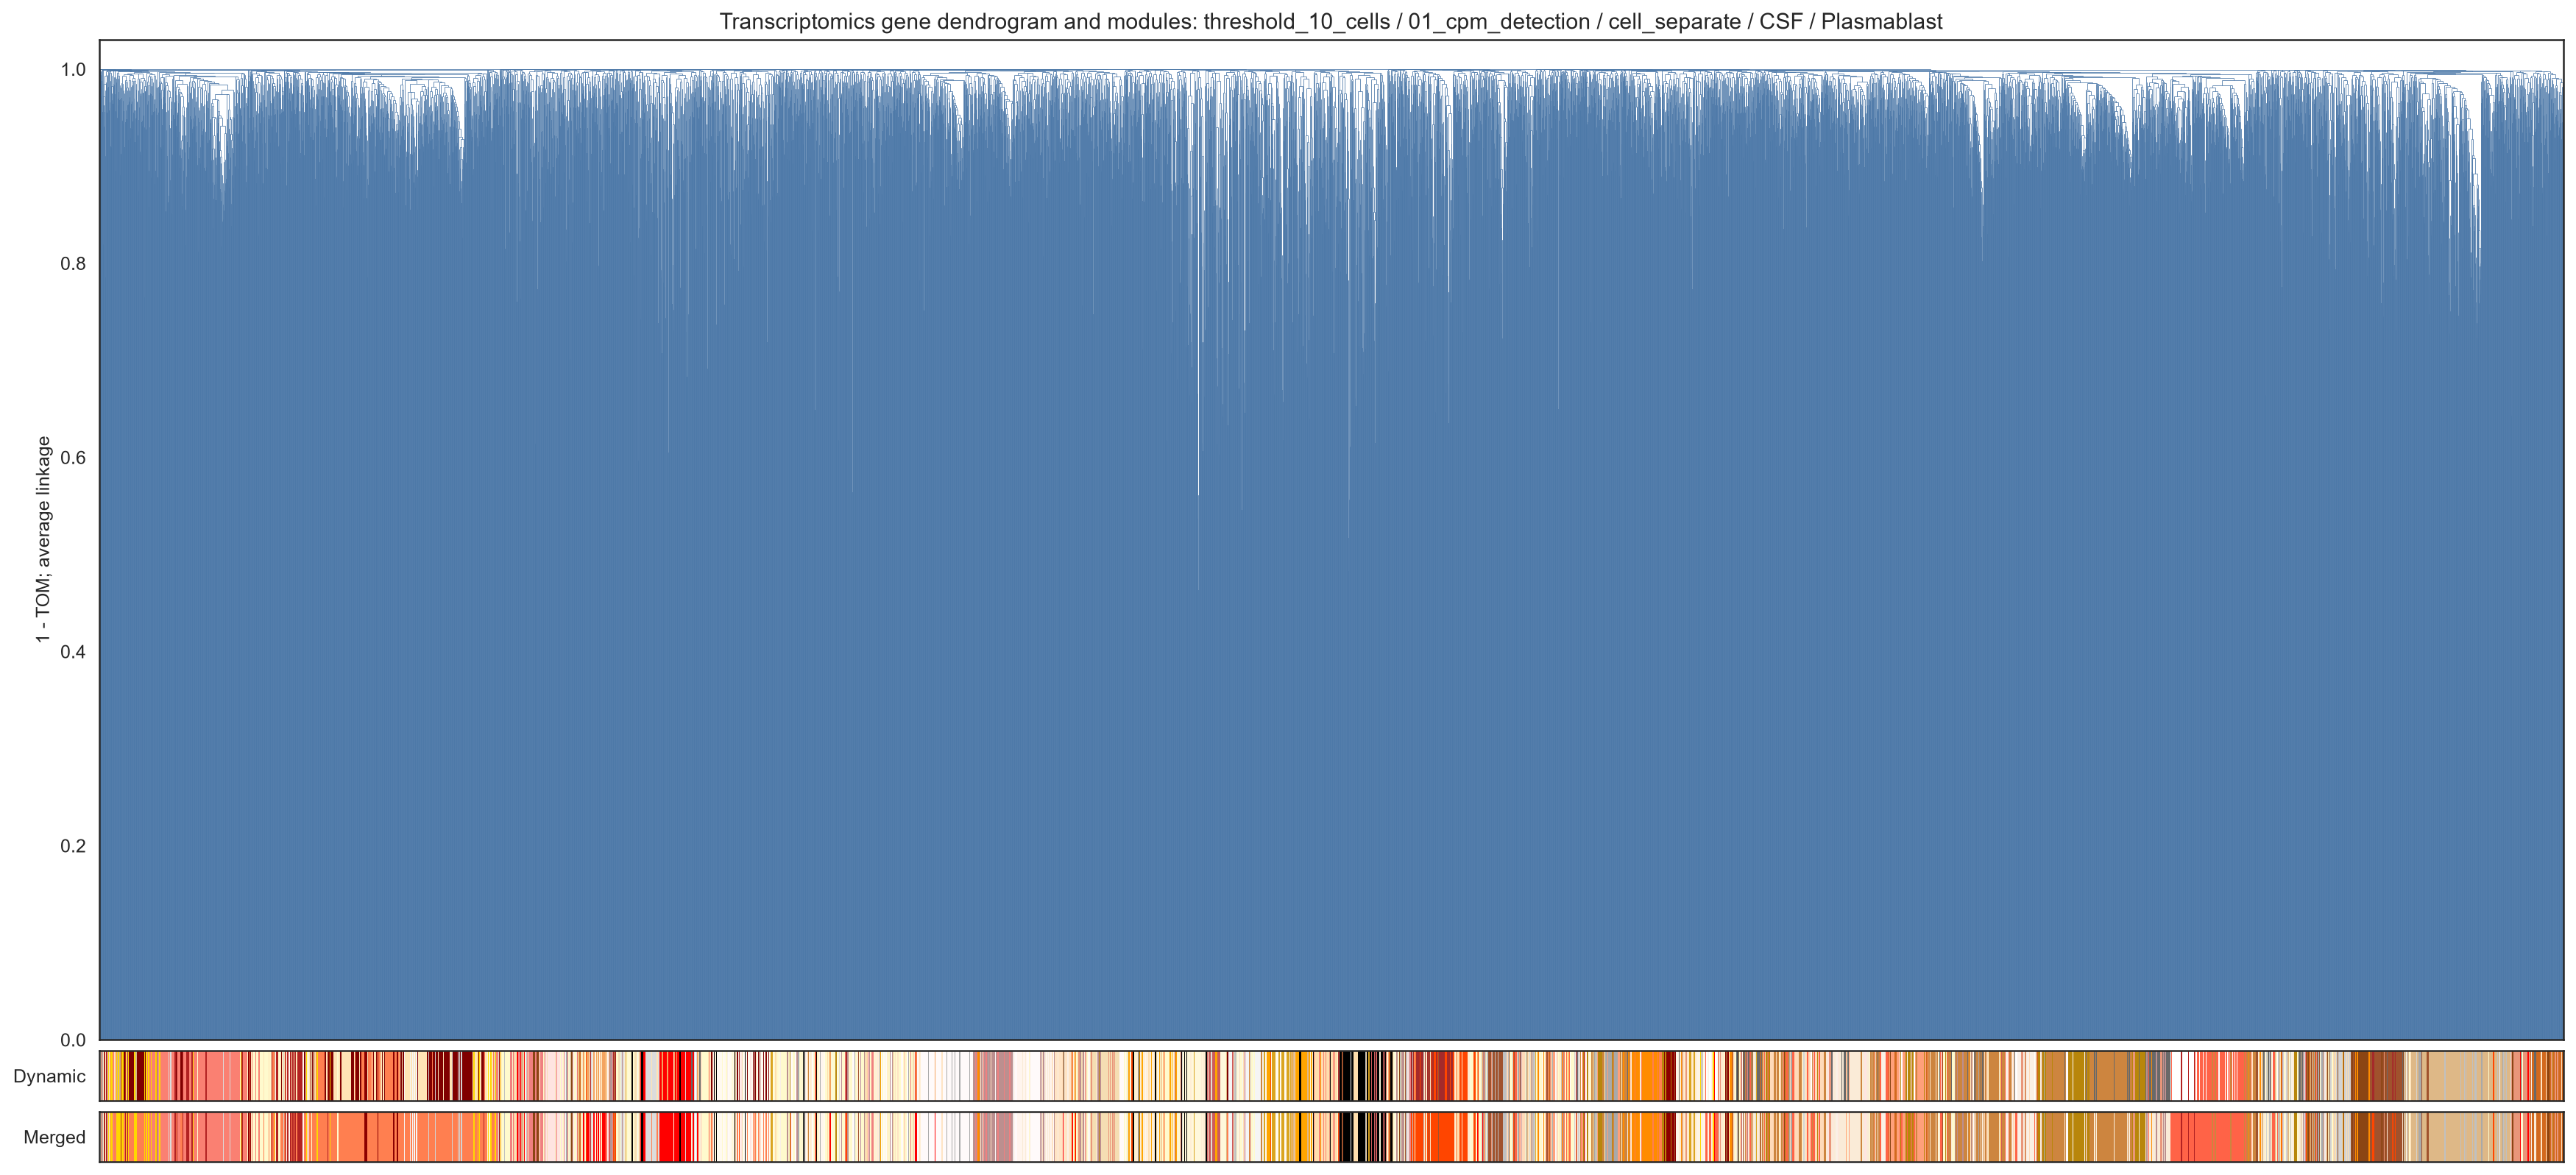 Transcriptomics gene dendrogram and modules: threshold_10_cells / 01_cpm_detection / cell_separate / CSF / Plasmablast
1.0
0.8
0.6
0.4
0.2
0.0
1 - TOM; average linkage
Dynamic
Merged